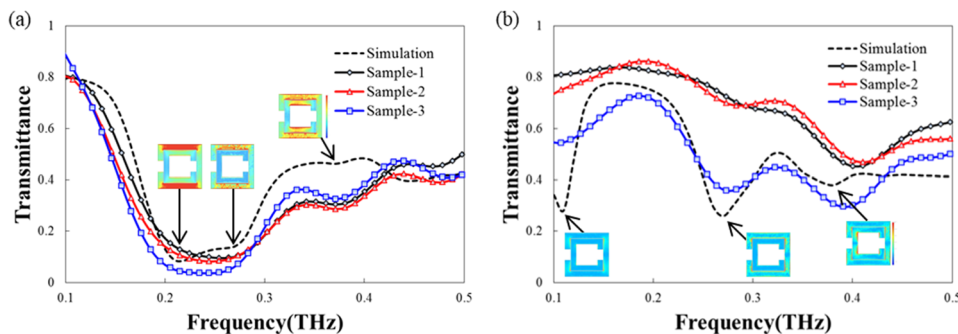 (a)
Transmittance
1
0.8
0.6
0.4
0.2
0
0.1
0.2
0.3
0.4
0.5
Frequency(THz)
Simulation
Sample-1
Sample-2
Sample-3
(b)
Transmittance
1
0.8
0.6
0.4
0.2
0
0.1
0.2
0.3
0.4
0.5
Frequency(THz)
Simulation
Sample-1
Sample-2
Sample-3